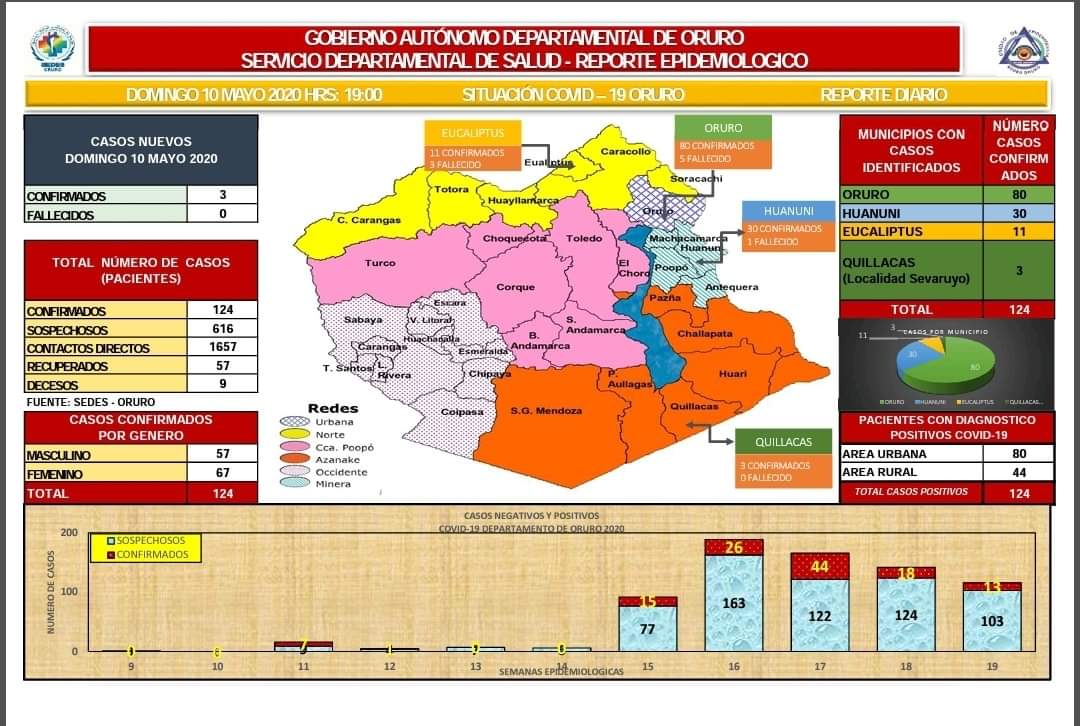 GOBIERNO AUTÓNOMO DEPARTAMENTAL DE ORURO
SERVICIO DEPARTAMENTAL DE SALUD - REPORTE EPIDEMIOLOGICO
DOMINGO 10 MAYO 2020 HRS: 19:00 SITUACIÓN COVID – 19 ORURO REPORTE DIARIO
CASOS NUEVOS
DOMINGO 10 MAYO 2020
CONFIRMADOS 3
FALLECIDOS 0
TOTAL NÚMERO DE CASOS
(PACIENTES)
CONFIRMADOS 124
SOSPECHOSOS 616
CONTACTOS DIRECTOS 1657
RECUPERADOS 57
DECESOS 9
FUENTE: SEDES - ORURO
CASOS CONFIRMADOS
POR GENERO
MASCULINO 57
FEMENINO 67
TOTAL 124
EUCALIPTUS
11 CONFIRMADOS
3 FALLECIDO
ORURO
80 CONFIRMADOS
5 FALLECIDO
HUANUNI
30 CONFIRMADOS
1 FALLECIDO
QUILLACAS
3 CONFIRMADOS
0 FALLECIDO
Caracollo
Soracachi
Totora
Huayllamarca
Oruro
C. Carangas
Choquecota
Toledo
Machacamarca
Huanuni
Turco
El
Choro
Poopó
Antequera
Corque
Pazña
Escara
Sabaya
V. Litoral
S.
Andamarca
Challapata
Huachacalla
B.
Andamarca
Carangas
Esmeralda
T. Santos
Rivera
Chipaya
P.
Aullagas
Huari
Coipasa
S.G. Mendoza
Quillacas
Redes
Urbana
Norte
Cca. Poopó
Azanake
Occidente
Minera
MUNICIPIOS CON
CASOS
IDENTIFICADOS
NÚMERO
CASOS
CONFIRM
ADOS
ORURO 80
HUANUNI 30
EUCALIPTUS 11
QUILLACAS
(Localidad Sevaruyo) 3
TOTAL 124
CASOS POR MUNICIPIO
3
11
30
80
ORURO HUANUNI EUCALIPTUS QUILLACAS...
PACIENTES CON DIAGNOSTICO
POSITIVOS COVID-19
AREA URBANA 80
AREA RURAL 44
TOTAL CASOS POSITIVOS 124
CASOS NEGATIVOS Y POSITIVOS
COVID-19 DEPARTAMENTO DE ORURO 2020
SOSPECHOSOS
CONFIRMADOS
NUMERO DE CASOS
200
100
0
7
15
77
26
163
44
122
18
124
13
103
9 10 11 12 13 14 15 16 17 18 19
SEMANAS EPIDEMIOLOGICAS